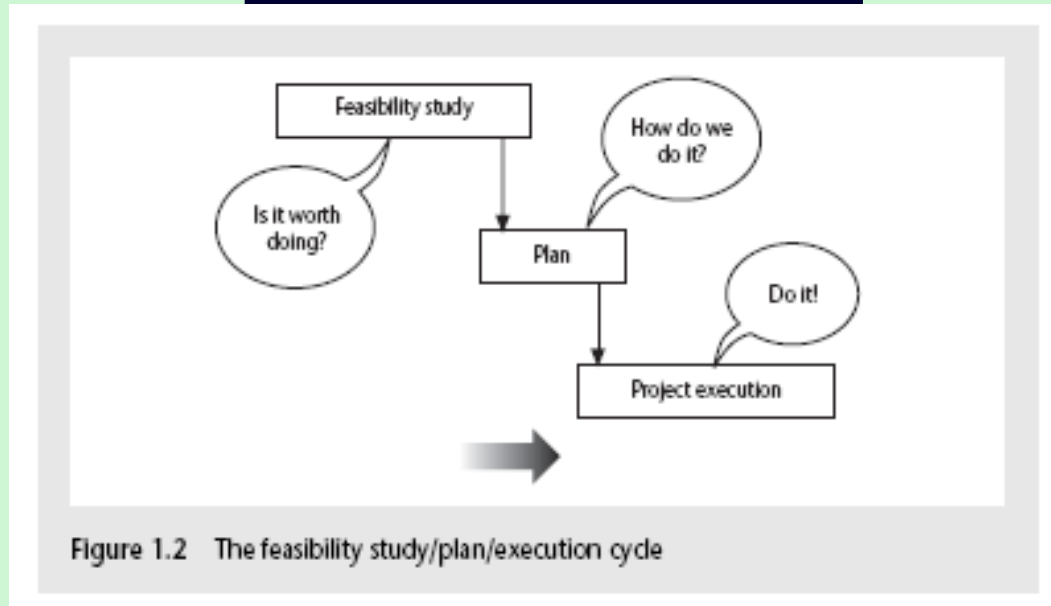 Feasibility study
How do we
do it?
Is it worth
doing?
Plan
Do it!
Project execution
Figure 1.2 The feasibility study/plan/execution cycle